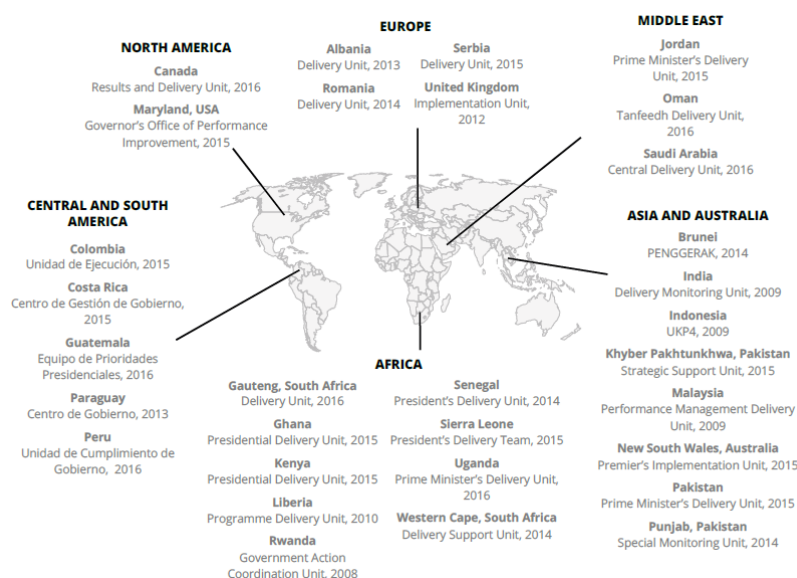 EUROPE
Albania
Delivery Unit, 2013
Romania
Delivery Unit, 2014
Serbia
Delivery Unit, 2015
United Kingdom
Implementation Unit,
2012
MIDDLE EAST
Jordan
Prime Minister's Delivery
Unit, 2015
Oman
Tanfeedh Delivery Unit,
2016
Saudi Arabia
Central Delivery Unit, 2016
NORTH AMERICA
Canada
Results and Delivery Unit, 2016
Maryland, USA
Governor's Office of Performance
Improvement, 2015
CENTRAL AND SOUTH
AMERICA
Colombia
Unidad de Ejecución, 2015
Costa Rica
Centro de Gestión de Gobierno,
2015
Guatemala
Equipo de Prioridades
Presidenciales, 2016
Paraguay
Centro de Gobierno, 2013
Peru
Unidad de Cumplimiento de
Gobierno, 2016
ASIA AND AUSTRALIA
Brunei
PENGGERAK, 2014
India
Delivery Monitoring Unit, 2009
Indonesia
UKP4, 2009
Khyber Pakhtunkhwa, Pakistan
Strategic Support Unit, 2015
Malaysia
Performance Management Delivery
Unit, 2009
New South Wales, Australia
Premier's Implementation Unit, 2015
Pakistan
Prime Minister's Delivery Unit, 2015
Punjab, Pakistan
Special Monitoring Unit, 2014
AFRICA
Gauteng, South Africa
Delivery Unit, 2016
Ghana
Presidential Delivery Unit, 2015
Kenya
Presidential Delivery Unit, 2015
Liberia
Programme Delivery Unit, 2010
Rwanda
Government Action
Coordination Unit, 2008
Senegal
President's Delivery Unit, 2014
Sierra Leone
President's Delivery Team, 2015
Uganda
Prime Minister's Delivery Unit,
2016
Western Cape, South Africa
Delivery Support Unit, 2014